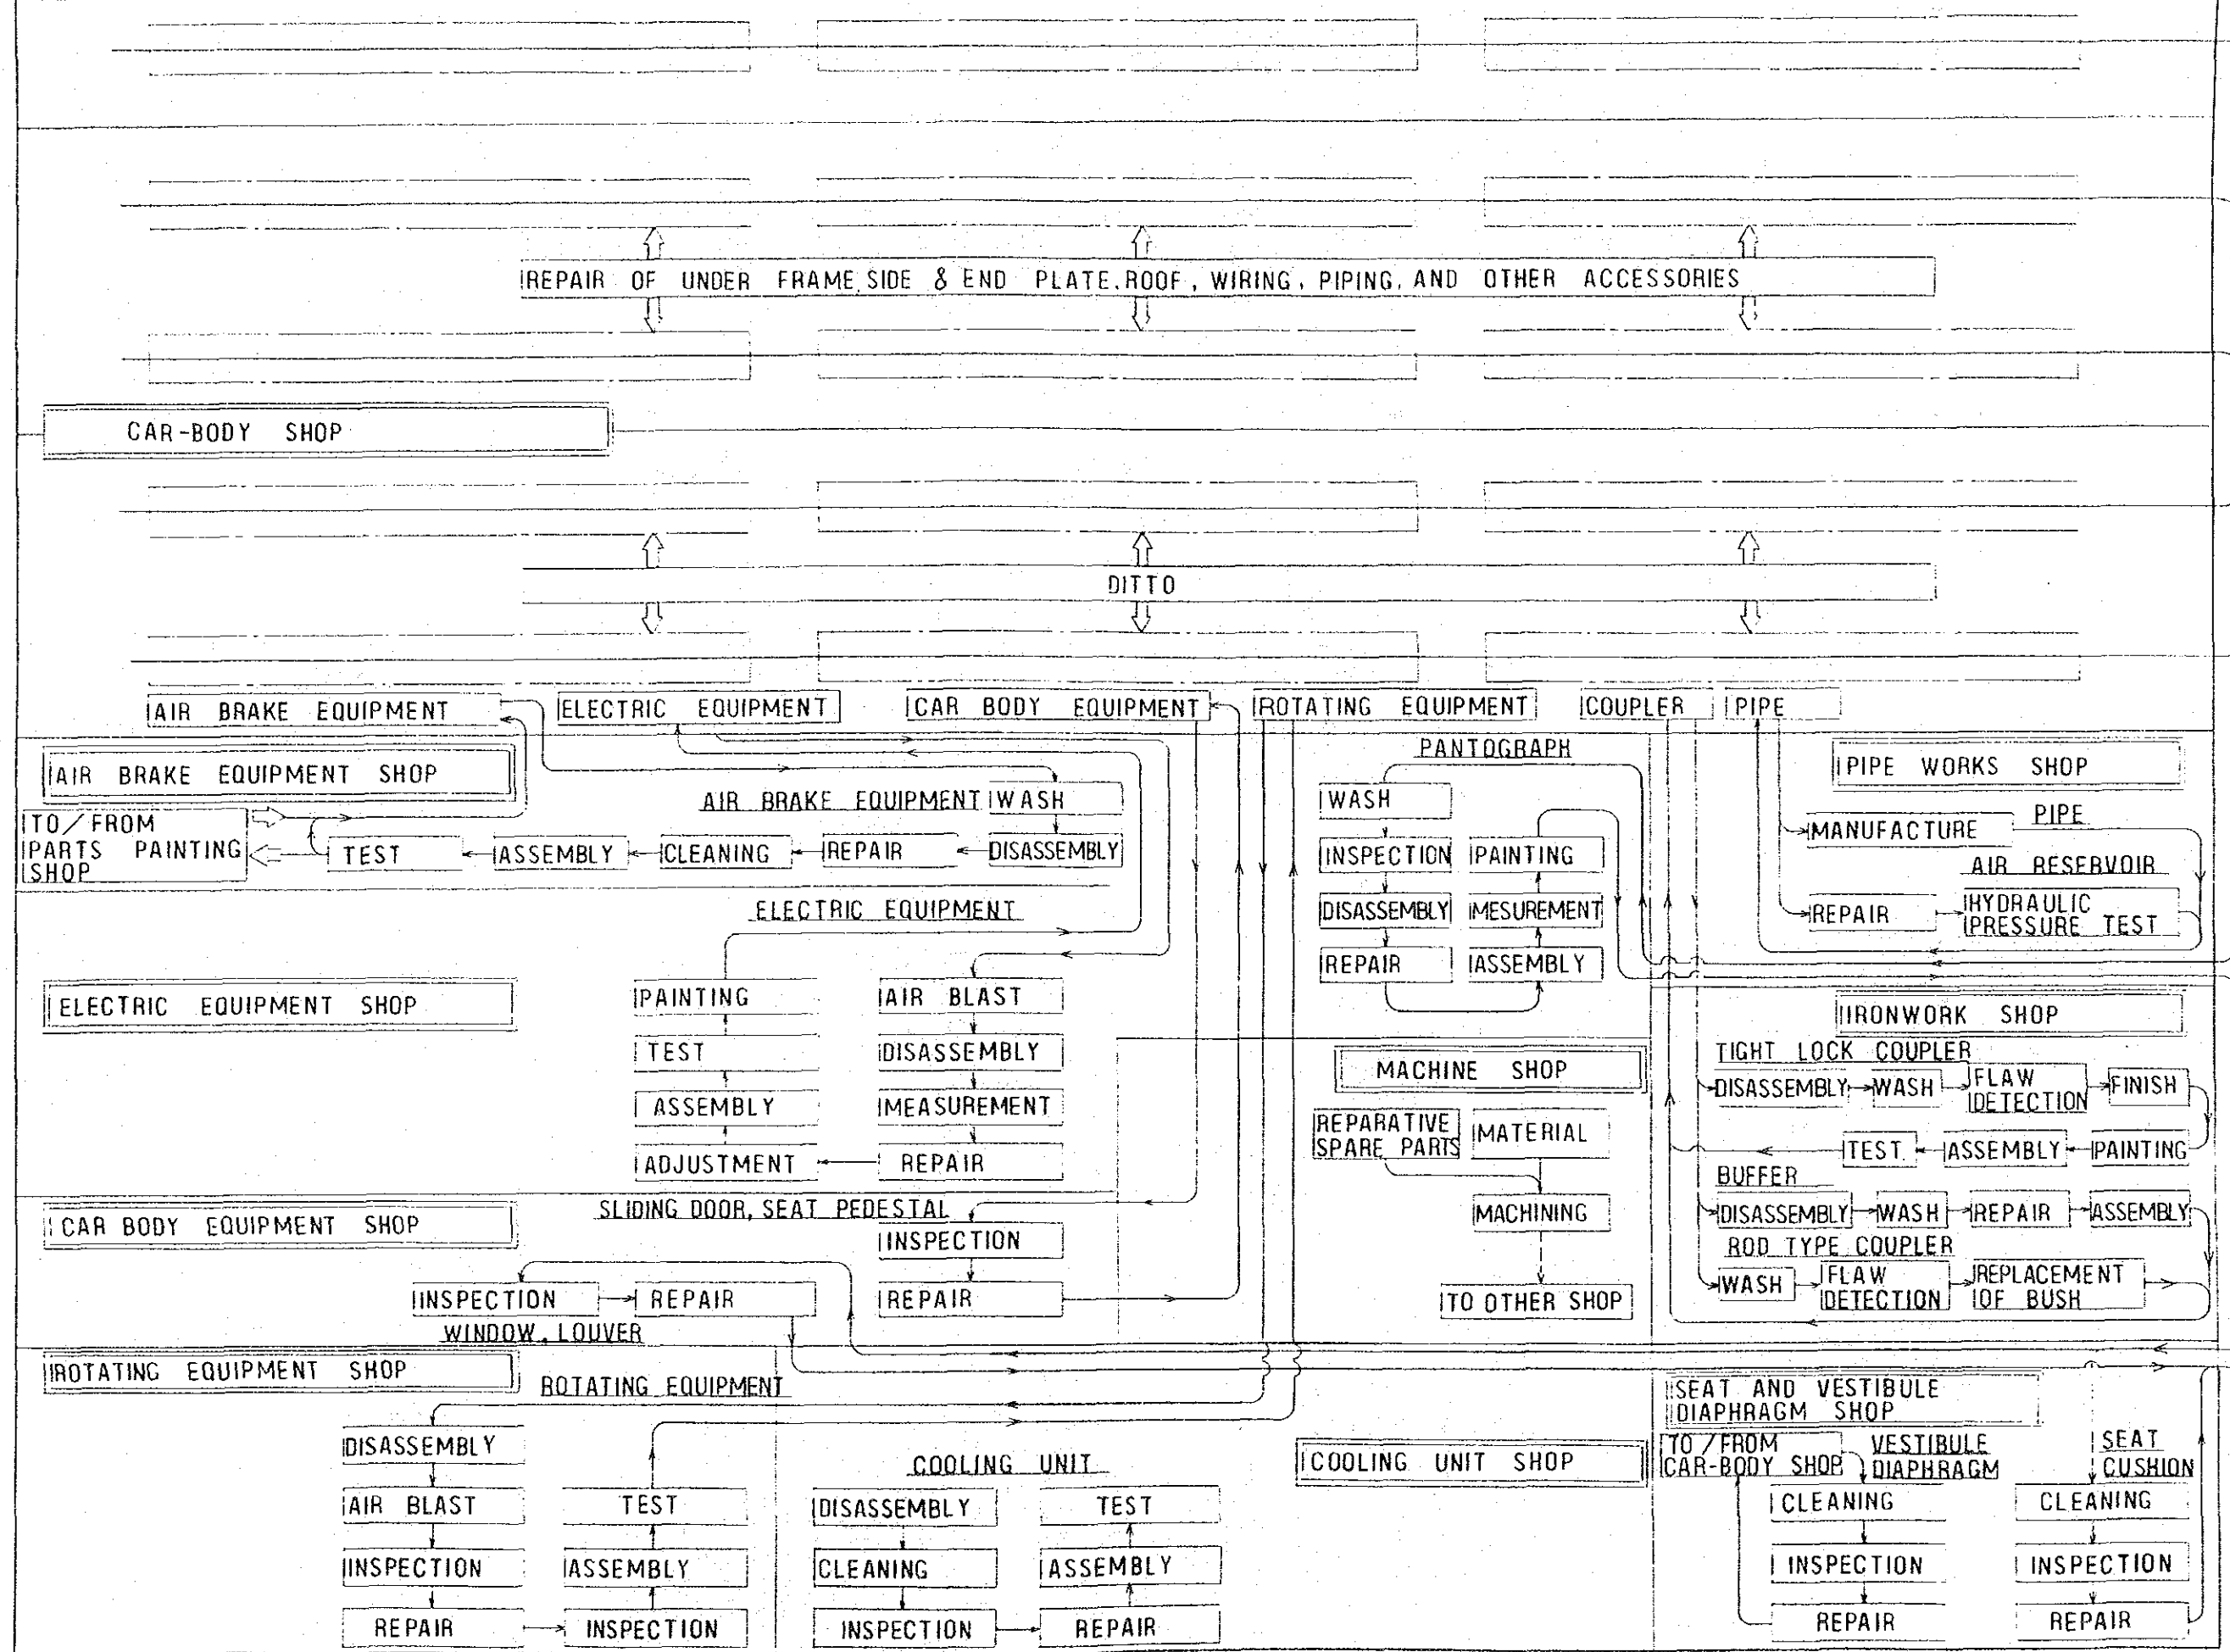 REPAIR OF UNDER FRAME, SIDE & END PLATE, ROOF, WIRING, PIPING, AND OTHER ACCESSORIES
CAR-BODY SHOP
DITTO
AIR BRAKE EQUIPMENT
ELECTRIC EQUIPMENT
CAR BODY EQUIPMENT
ROTATING EQUIPMENT
COUPLER
PIPE
AIR BRAKE EQUIPMENT SHOP
TO/FROM
PARTS PAINTING
SHOP
AIR BRAKE EQUIPMENT
WASH
TEST
ASSEMBLY
CLEANING
REPAIR
DISASSEMBLY
ELECTRIC EQUIPMENT
ELECTRIC EQUIPMENT SHOP
PAINTING
AIR BLAST
TEST
DISASSEMBLY
ASSEMBLY
MEASUREMENT
ADJUSTMENT
REPAIR
PANTOGRAPH
WASH
INSPECTION
PAINTING
DISASSEMBLY
MESUREMENT
REPAIR
ASSEMBLY
PIPE WORKS SHOP
MANUFACTURE
PIPE
AIR RESERVOIR
REPAIR
HYDRAULIC
PRESSURE TEST
IRONWORK SHOP
TIGHT LOCK COUPLER
DISASSEMBLY
WASH
FLAW
DETECTION
FINISH
TEST
ASSEMBLY
PAINTING
BUFFER
DISASSEMBLY
WASH
REPAIR
ASSEMBLY
ROD TYPE COUPLER
WASH
FLAW
DETECTION
REPLACEMENT
OF BUSH
MACHINE SHOP
REPARATIVE
SPARE PARTS
MATERIAL
MACHINING
TO OTHER SHOP
CAR BODY EQUIPMENT SHOP
SLIDING DOOR, SEAT PEDESTAL
INSPECTION
REPAIR
INSPECTION
REPAIR
WINDOW, LOUVER
ROTATING EQUIPMENT SHOP
ROTATING EQUIPMENT
DISASSEMBLY
AIR BLAST
TEST
INSPECTION
ASSEMBLY
REPAIR
INSPECTION
COOLING UNIT SHOP
COOLING UNIT
DISASSEMBLY
TEST
CLEANING
ASSEMBLY
INSPECTION
REPAIR
SEAT AND VESTIBULE
DIAPHRAGM SHOP
TO/FROM
CAR-BODY SHOP
VESTIBULE
DIAPHRAGM
SEAT
CUSHION
CLEANING
CLEANING
INSPECTION
INSPECTION
REPAIR
REPAIR